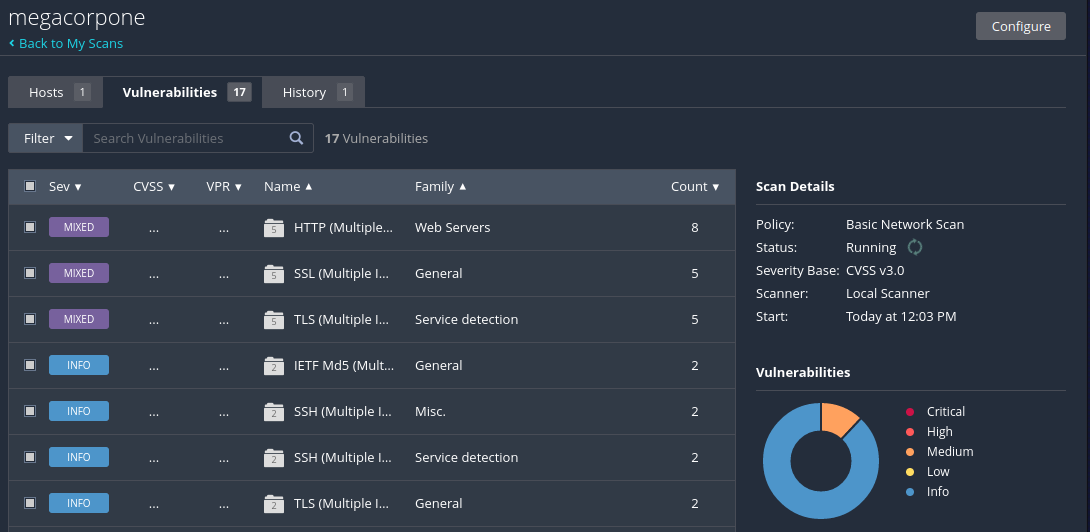 megacorpone
Back to My Scans
Configure
Hosts 1 Vulnerabilities 17 History 1
Filter Search Vulnerabilities 17 Vulnerabilities
Sev CVSS VPR Name Family Count
MIXED ... ... 5 HTTP (Multiple... Web Servers 8
MIXED ... ... 5 SSL (Multiple I... General 5
MIXED ... ... 5 TLS (Multiple I... Service detection 5
INFO ... ... 2 IETF Md5 (Mult... General 2
INFO ... ... 2 SSH (Multiple I... Misc. 2
INFO ... ... 2 SSH (Multiple I... Service detection 2
INFO ... ... 2 TLS (Multiple I... General 2
Scan Details
Policy: Basic Network Scan
Status: Running
Severity Base: CVSS v3.0
Scanner: Local Scanner
Start: Today at 12:03 PM
Vulnerabilities
Critical
High
Medium
Low
Info